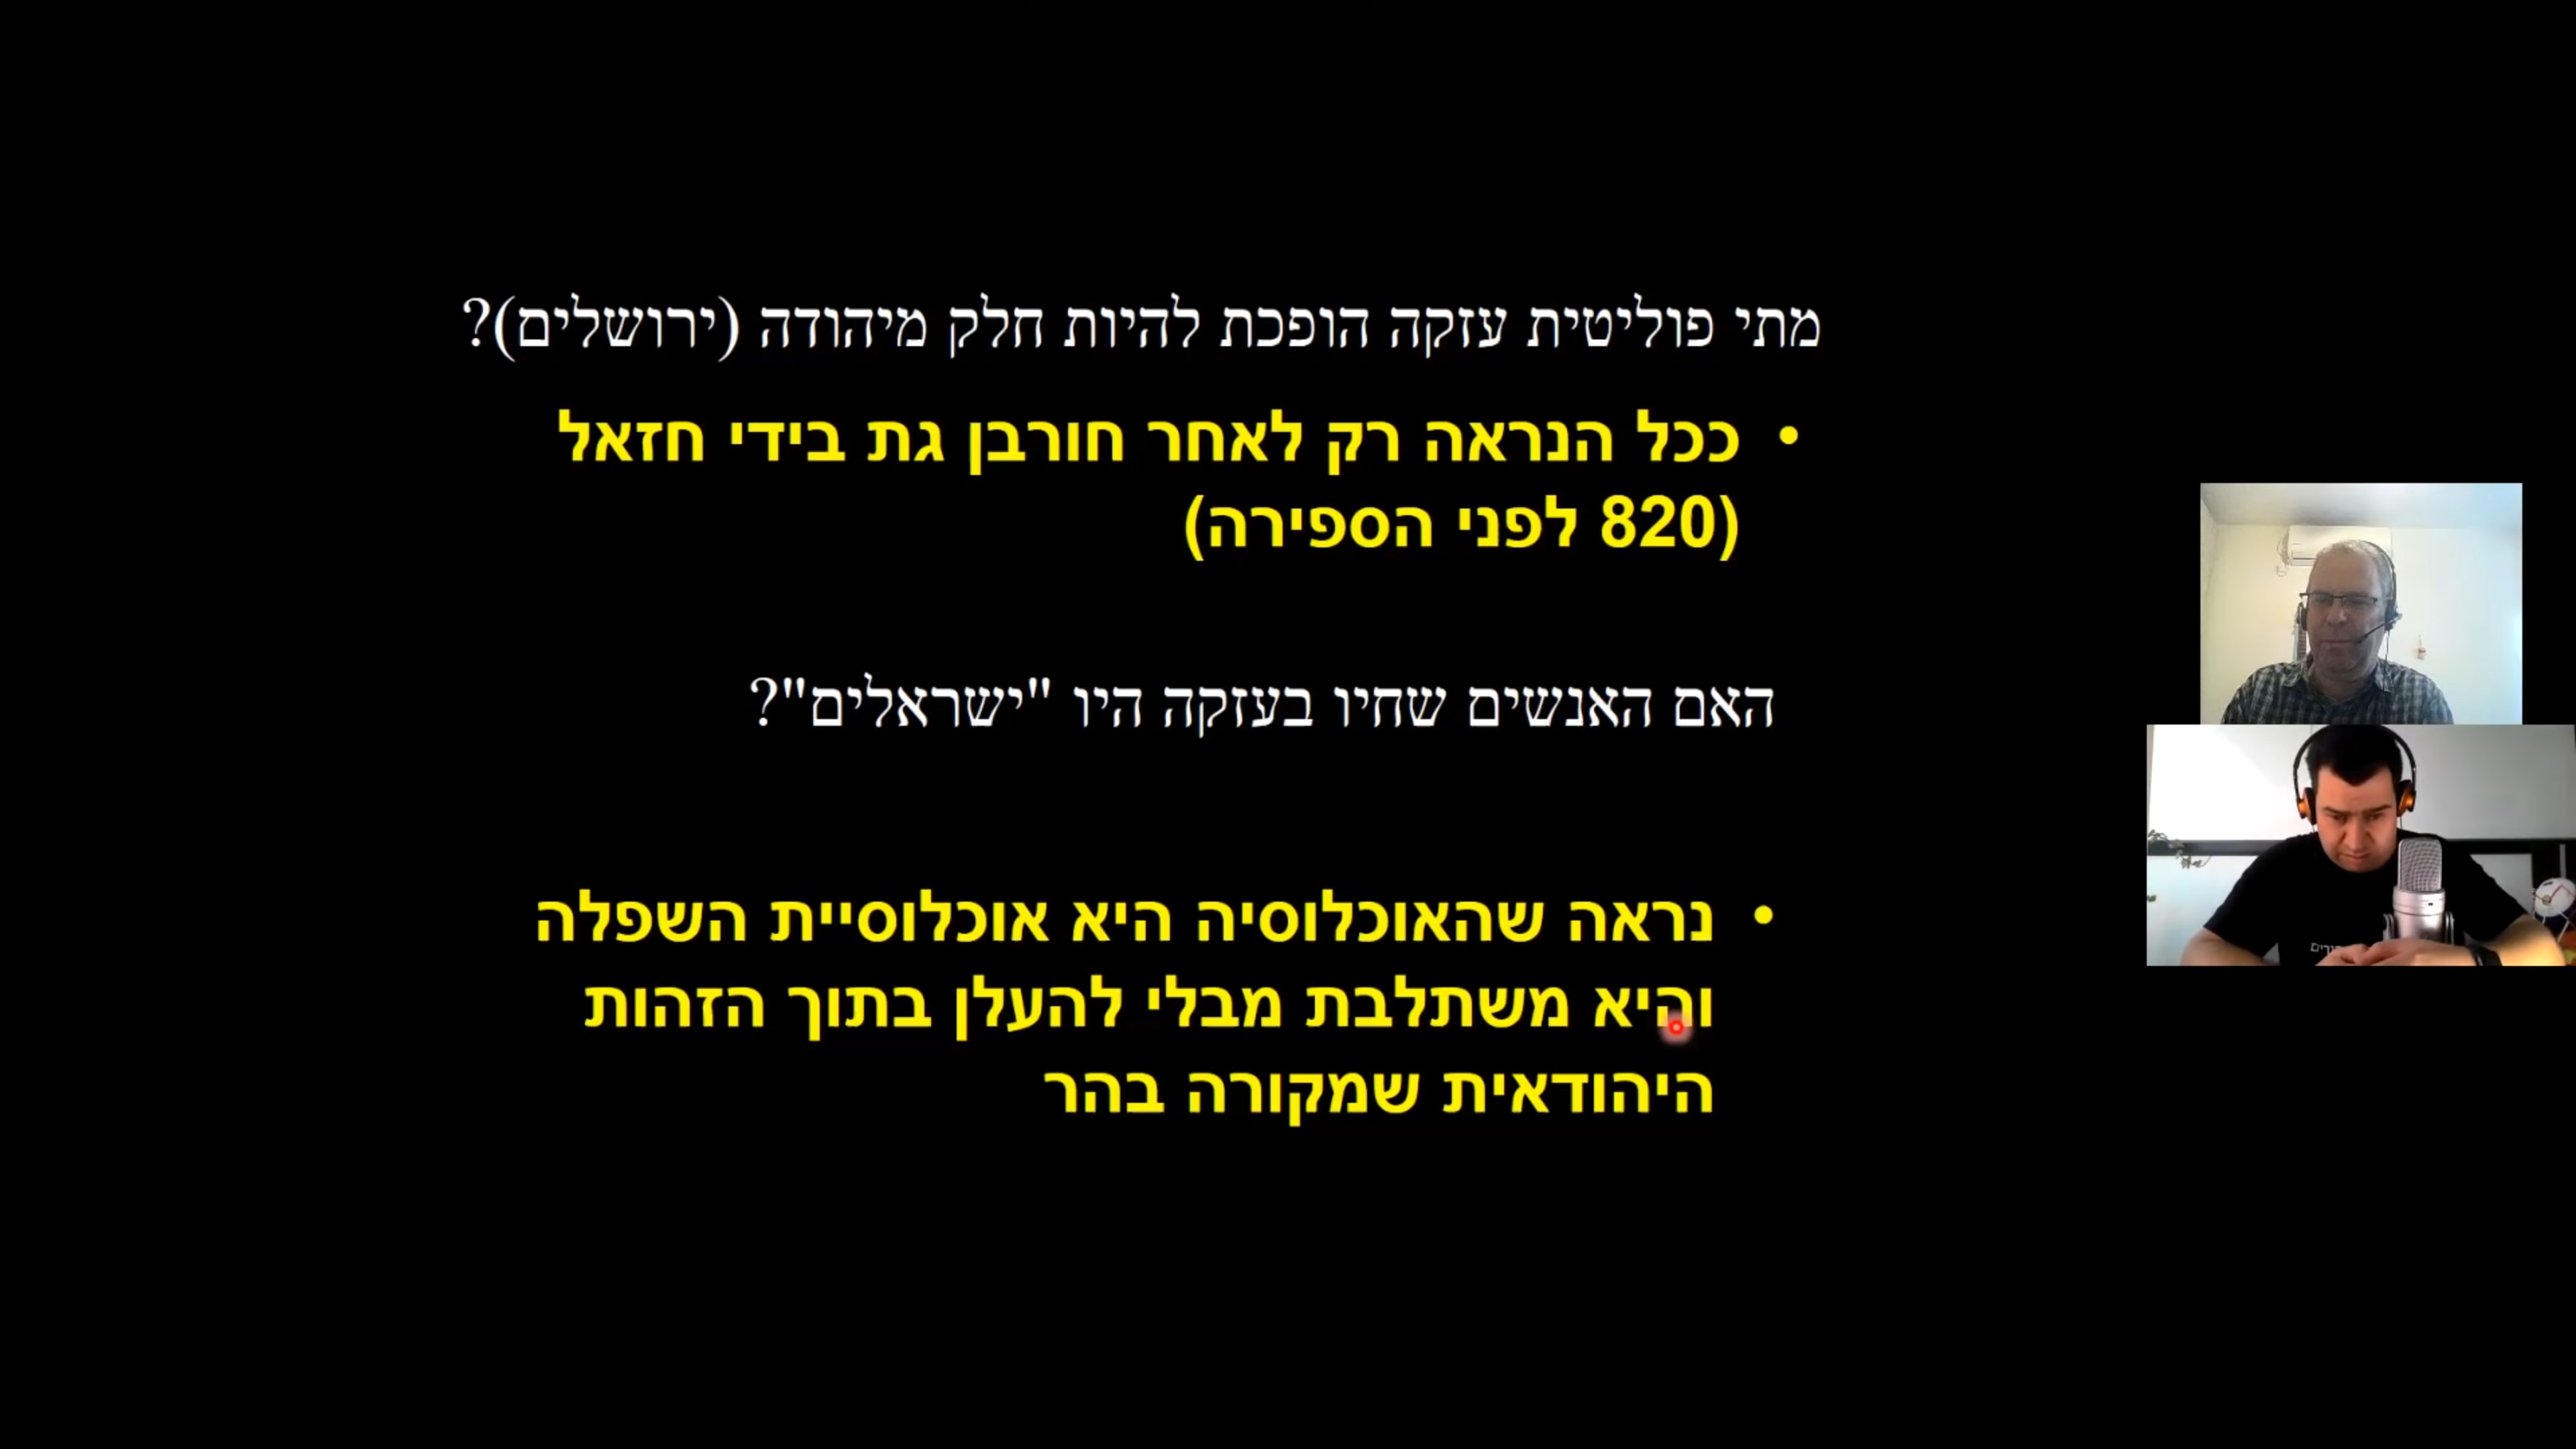 מתי פוליטית עזקה הופכת להיות חלק מיהודה (ירושלים)?
• ככל הנראה רק לאחר חורבן גת בידי חזאל
(820 לפני הספירה)
האם האנשים שחיו בעזקה היו "ישראלים"?
• נראה שהאוכלוסיה היא אוכלוסיית השפלה
והיא משתלבת מבלי להעלן בתוך הזהות
היהודאית שמקורה בהר